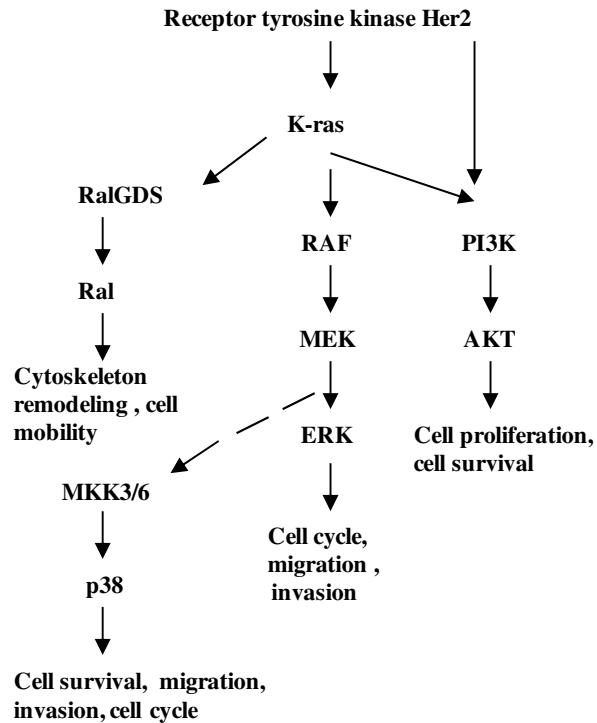 Receptor tyrosine kinase Her2
K-ras
RalGDS
RAF
PI3K
Ral
MEK
AKT
Cytoskeleton
remodeling , cell
mobility
ERK
Cell proliferation,
cell survival
MKK3/6
Cell cycle,
migration ,
invasion
p38
Cell survival, migration,
invasion, cell cycle